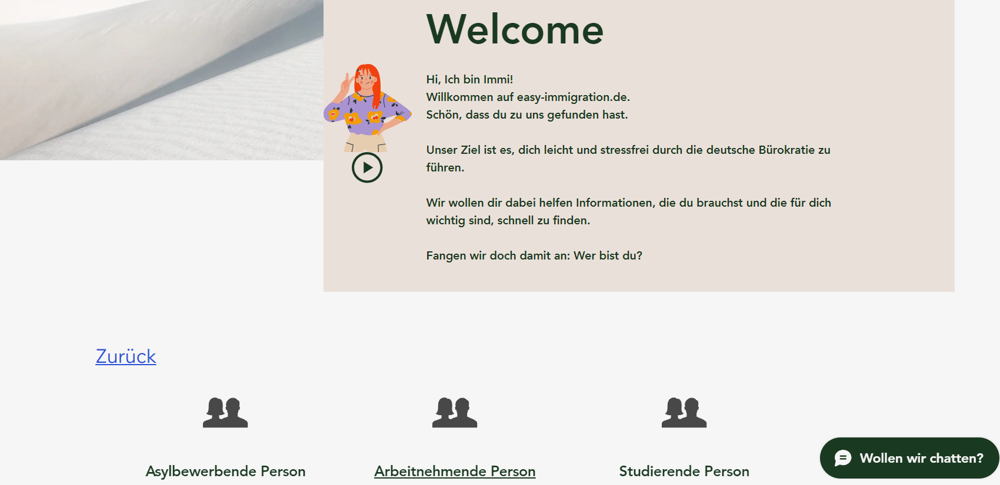 Welcome
Hi, Ich bin Immi!
Willkommen auf easy-immigration.de.
Schön, dass du zu uns gefunden hast.
Unser Ziel ist es, dich leicht und stressfrei durch die deutsche Bürokratie zu
führen.
Wir wollen dir dabei helfen Informationen, die du brauchst und die für dich
wichtig sind, schnell zu finden.
Fangen wir doch damit an: Wer bist du?
Zurück
Asylbewerbende Person
Arbeitnehmende Person
Studierende Person
Wollen wir chatten?